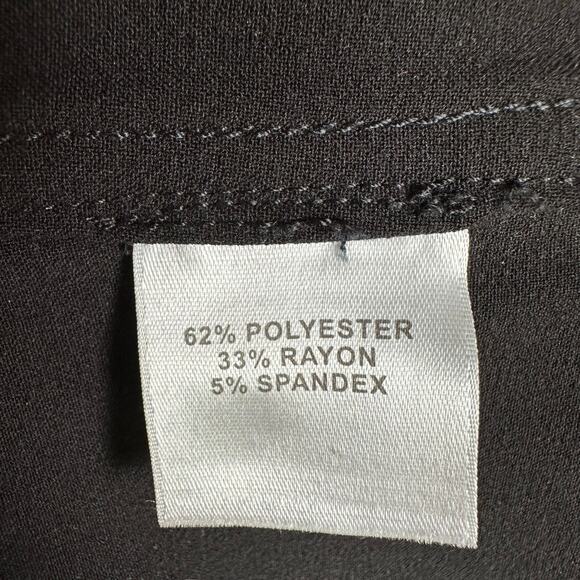 62% POLYESTER
33% RAYON
5% SPANDEX